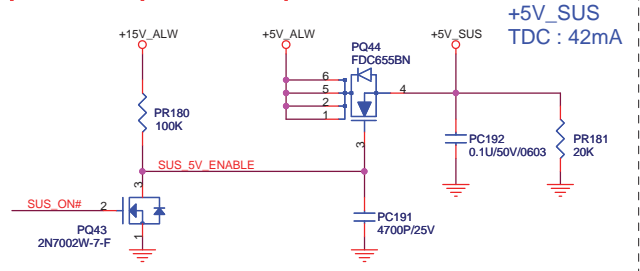 +5V_SUS
TDC : 42mA
+15V_ALW
+5V_ALW
+5V_SUS
PQ44
FDC655BN
6
5
2
1
4
3
PR180
100K
PC192
0.1U/50V/0603
PR181
20K
SUS_5V_ENABLE
3
SUS_ON#
2
1
PQ43
2N7002W-7-F
PC191
4700P/25V